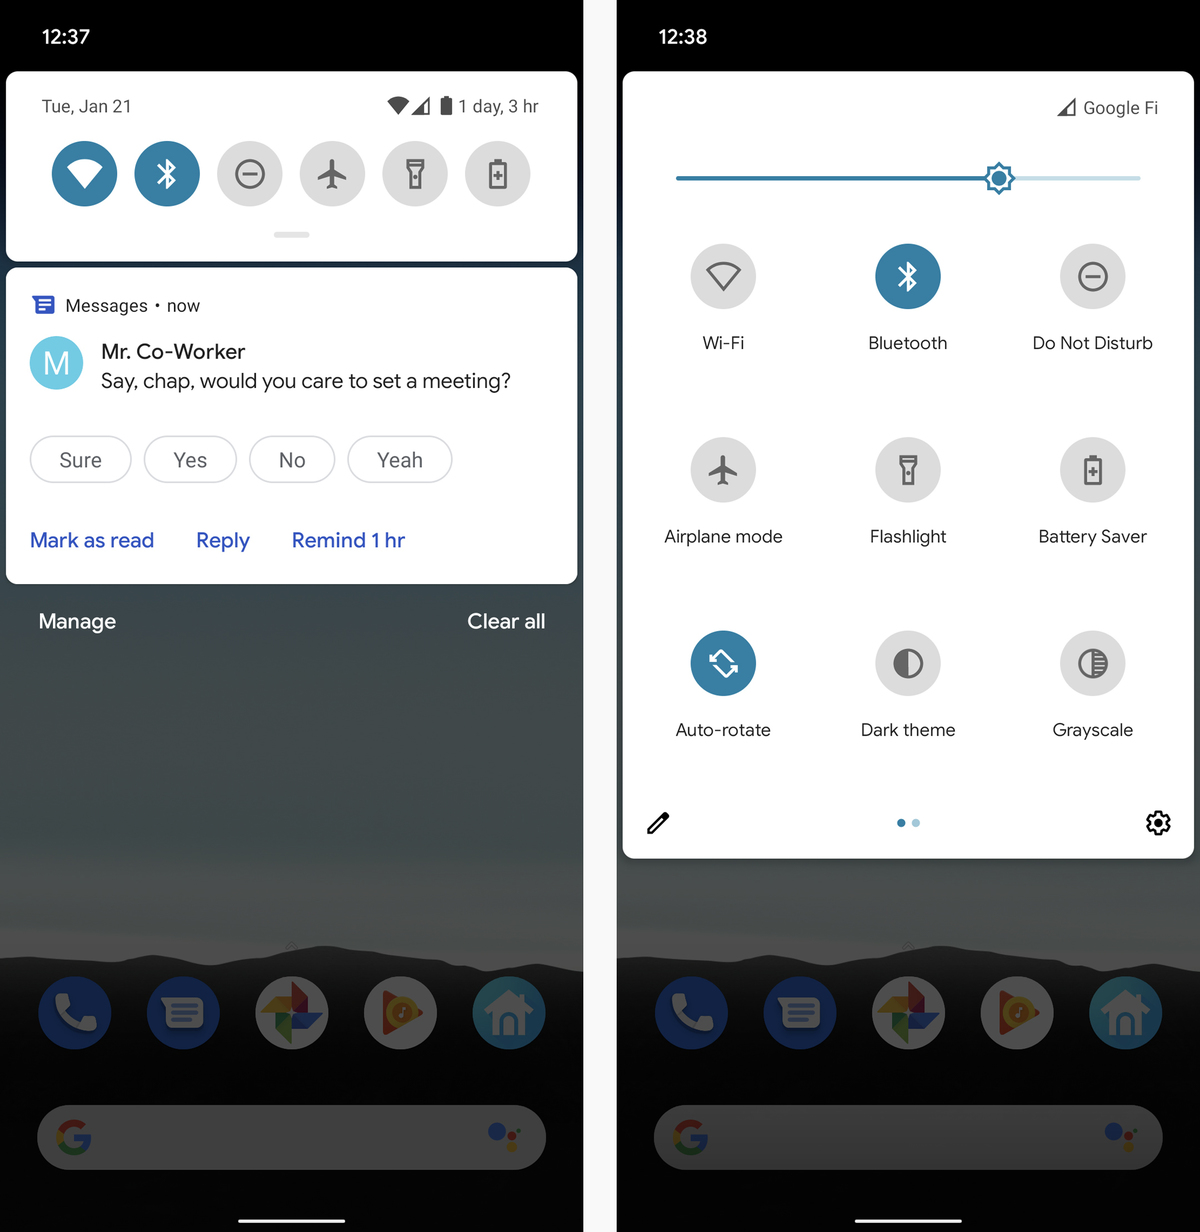 12:37
Tue, Jan 21
1 day, 3 hr
Messages • now
M
Mr. Co-Worker
Say, chap, would you care to set a meeting?
Sure Yes No Yeah
Mark as read Reply Remind 1 hr
Manage Clear all
G
12:38
Google Fi
Wi-Fi Bluetooth Do Not Disturb
Airplane mode Flashlight Battery Saver
Auto-rotate Dark theme Grayscale
G